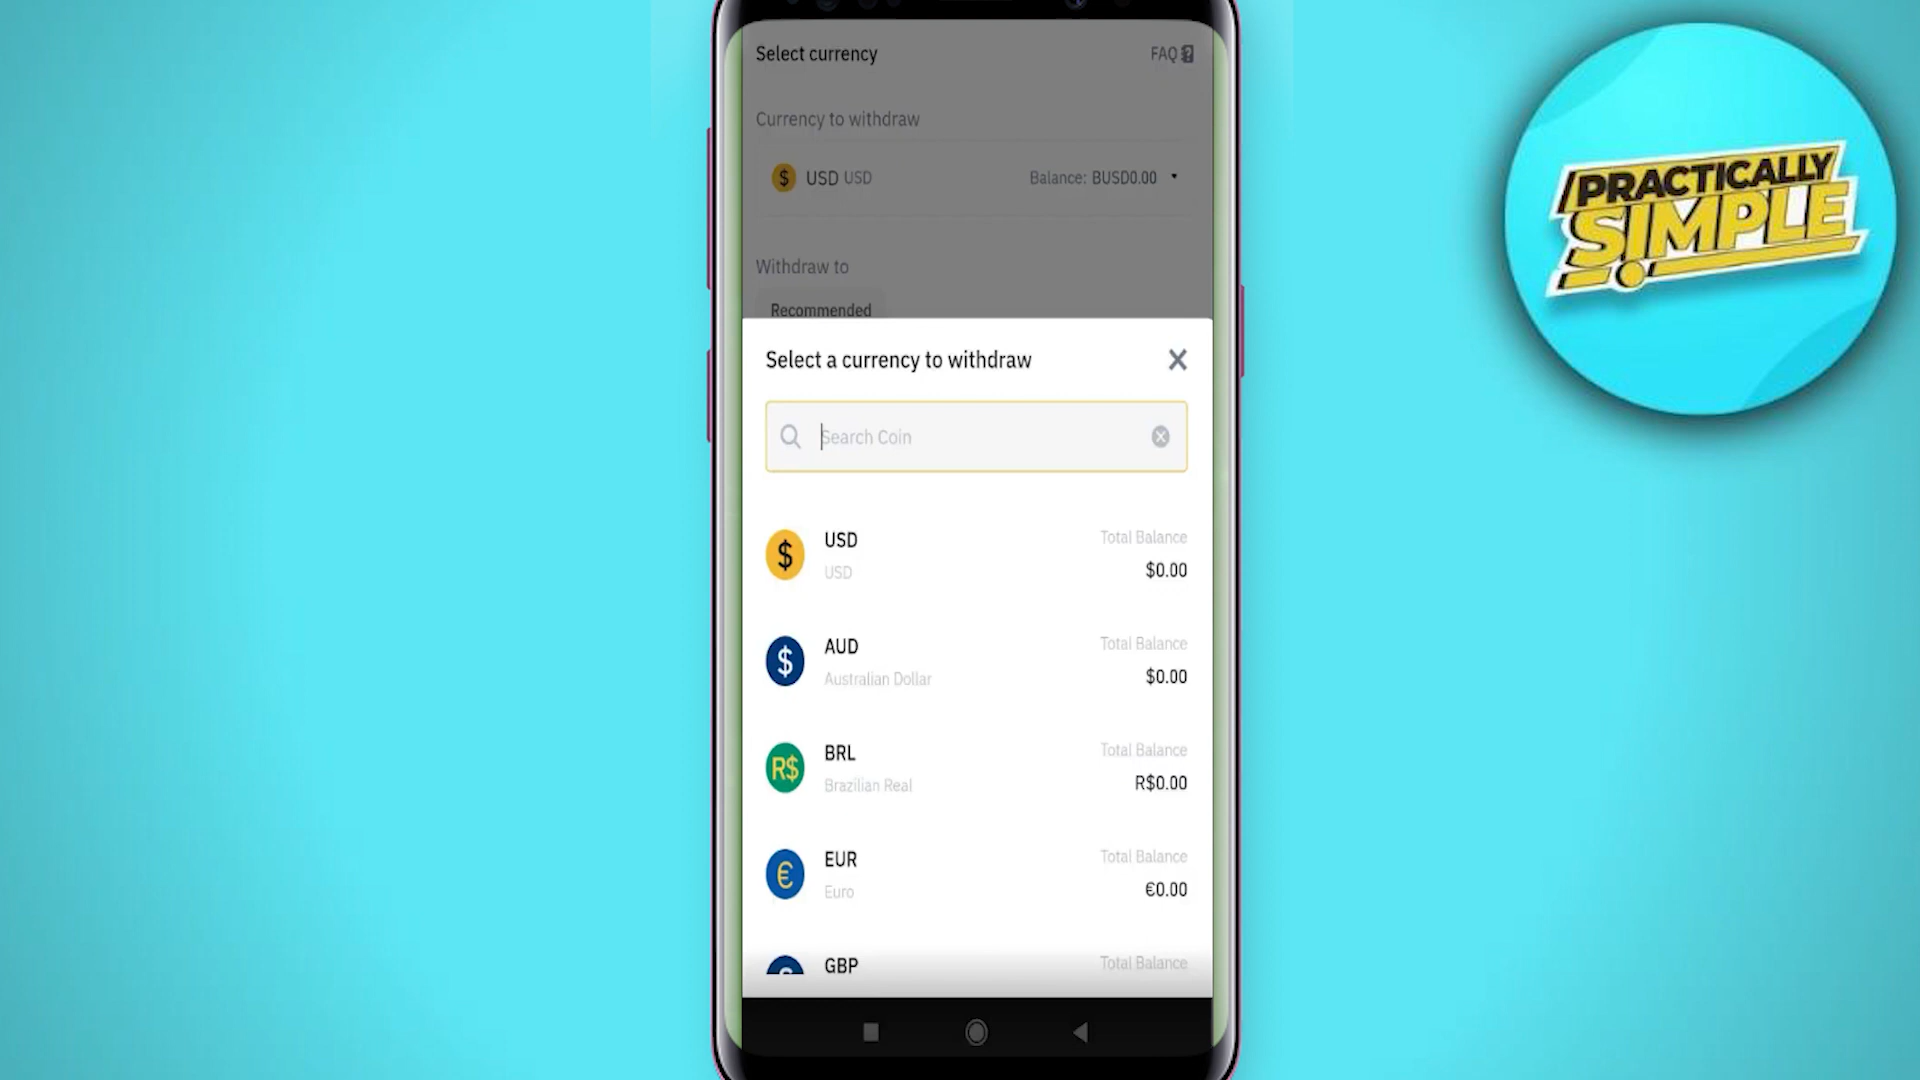 Select currency
FAQ
Currency to withdraw
USD USD
Balance: BUSD0.00
Withdraw to
Recommended
Select a currency to withdraw
Search Coin
USD
USD
Total Balance
$0.00
AUD
Australian Dollar
Total Balance
$0.00
BRL
Brazilian Real
Total Balance
R$0.00
EUR
Euro
Total Balance
€0.00
GBP
Total Balance
PRACTICALLY
SIMPLE